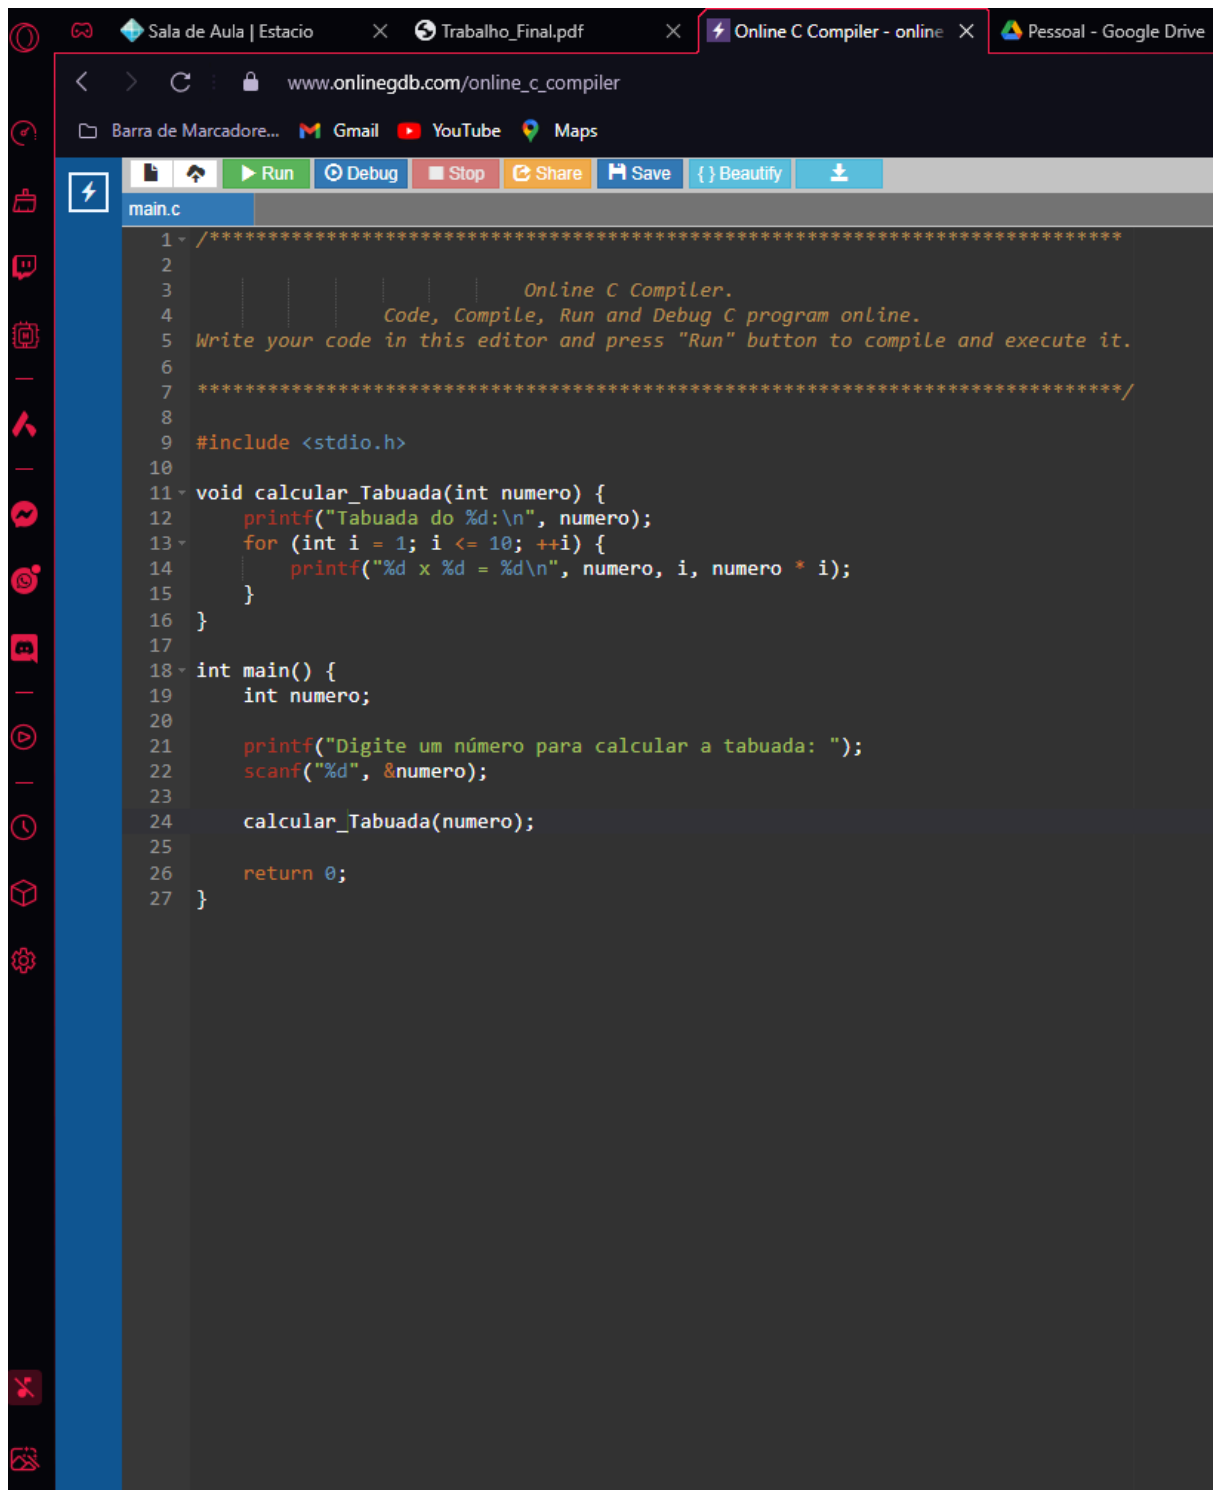 Sala de Aula | Estacio
Trabalho_Final.pdf
Online C Compiler - online
Pessoal - Google Drive
www.onlinegdb.com/online_c_compiler
Barra de Marcadore... Gmail YouTube Maps
Run Debug Stop Share Save { } Beautify
main.c
1 /******************************************************************************
2
3 Online C Compiler.
4 Code, Compile, Run and Debug C program online.
5 Write your code in this editor and press "Run" button to compile and execute it.
6
7 *******************************************************************************/
8
9 #include <stdio.h>
10
11 void calcular_Tabuada(int numero) {
12     printf("Tabuada do %d:\n", numero);
13     for (int i = 1; i <= 10; ++i) {
14         printf("%d x %d = %d\n", numero, i, numero * i);
15     }
16 }
17
18 int main() {
19     int numero;
20
21     printf("Digite um número para calcular a tabuada: ");
22     scanf("%d", &numero);
23
24     calcular_Tabuada(numero);
25
26     return 0;
27 }